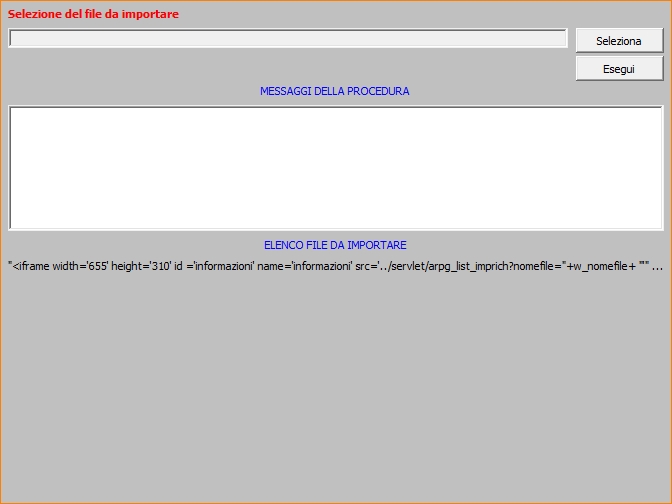 Selezione del file da importare
Seleziona
Esegui
MESSAGGI DELLA PROCEDURA
ELENCO FILE DA IMPORTARE
"<iframe width='655' height='310' id ='informazioni' name='informazioni' src='../servlet/arpg_list_imprich?nomefile="+w_nomefile+ "'" ...